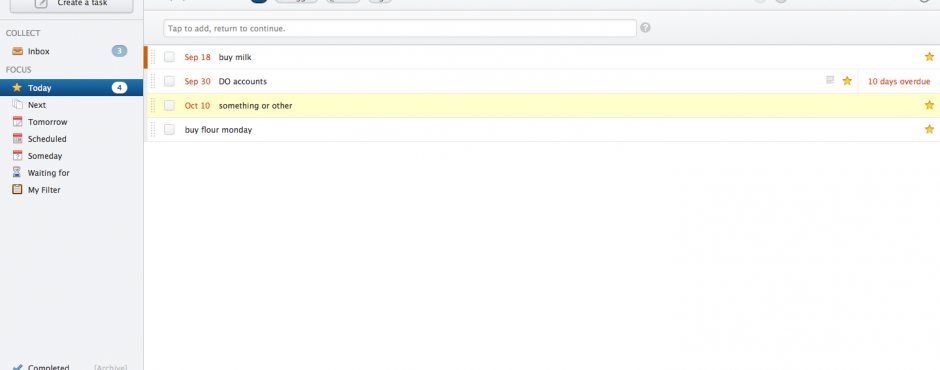 Create a task
COLLECT
Inbox 3
FOCUS
Today 4
Next
Tomorrow
Scheduled
Someday
Waiting for
My Filter
Completed [Archive]
Tap to add, return to continue. ?
Sep 18 buy milk
Sep 30 DO accounts 10 days overdue
Oct 10 something or other
buy flour monday